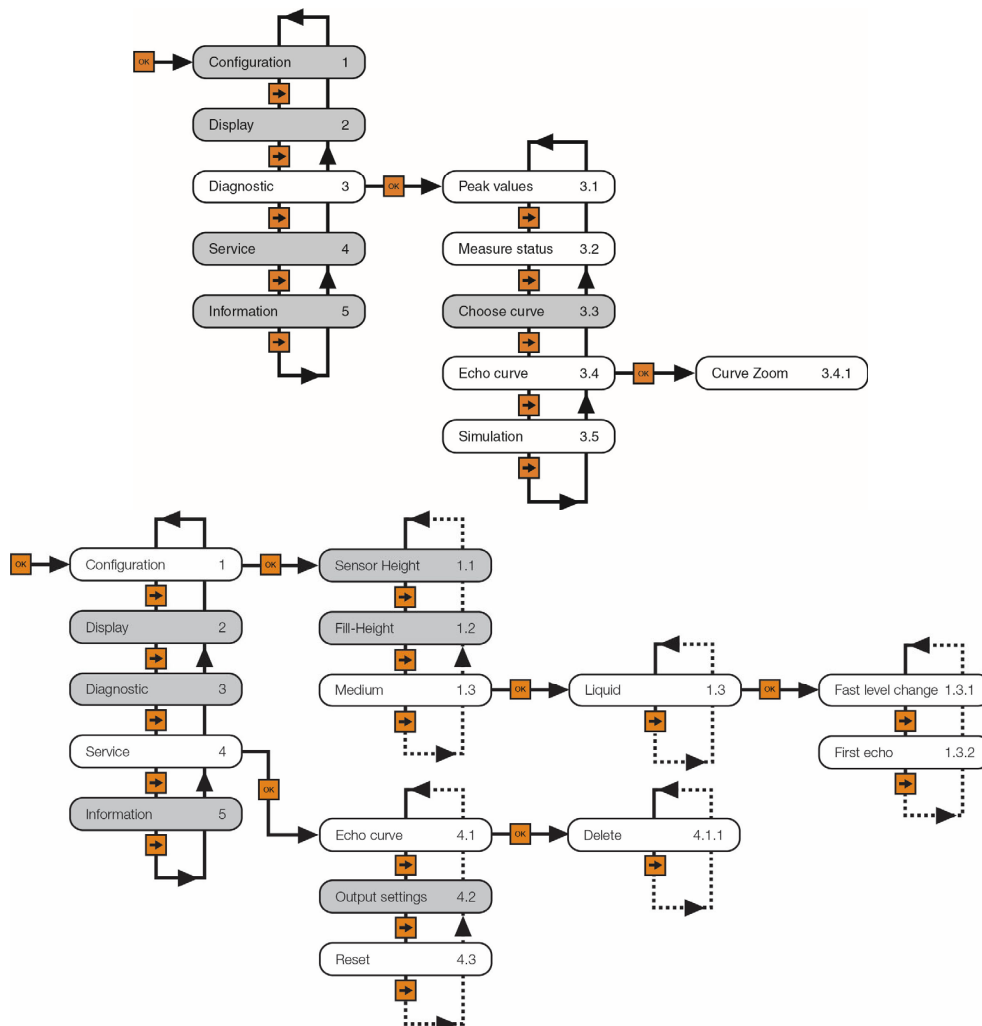 OK
Configuration 1
Display 2
Diagnostic 3
OK
Peak values 3.1
Service 4
Measure status 3.2
Information 5
Choose curve 3.3
Echo curve 3.4
OK
Curve Zoom 3.4.1
Simulation 3.5
OK
Configuration 1
OK
Sensor Height 1.1
Display 2
Fill-Height 1.2
Diagnostic 3
Medium 1.3
OK
Liquid 1.3
OK
Fast level change 1.3.1
Service 4
First echo 1.3.2
OK
Information 5
Echo curve 4.1
OK
Delete 4.1.1
Output settings 4.2
Reset 4.3